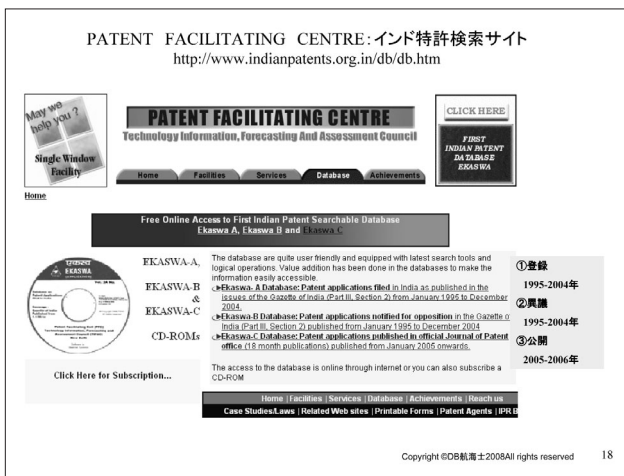 PATENT FACILITATING CENTRE：インド特許検索サイト
http://www.indianpatents.org.in/db/db.htm
May we
help you ?
Single Window
Facility
PATENT FACILITATING CENTRE
Technology Information, Forecasting And Assessment Council
CLICK HERE
FIRST
INDIAN PATENT
DATABASE
EKASWA
Home Facilities Services Database Achievements
Home
Free Online Access to First Indian Patent Searchable Database
Ekaswa A, Ekaswa B and Ekaswa C
EKASWA
EKASWA-A,
EKASWA-B
&
EKASWA-C
CD-ROMs
Click Here for Subscription...
The database are quite user friendly and equipped with latest search tools and
logical operations. Value addition has been done in the databases to make the
information easily accessible.
Ekaswa- A Database: Patent applications filed in India as published in the
issues of the Gazette of India (Part III, Section 2) from January 1995 to December
2004.
Ekaswa-B Database: Patent applications notified for opposition in the Gazette o
India (Part III, Section 2) published from January 1995 to December 2004
Ekaswa-C Database: Patent applications published in official Journal of Patent
office (18 month publications) published from January 2005 onwards.
The access to the database is online through internet or you can also subscribe a
CD-ROM
①登録
1995-2004年
②異議
1995-2004年
③公開
2005-2006年
Home | Facilities | Services | Database | Achievements | Reach us
Case Studies/Laws | Related Web sites | Printable Forms | Patent Agents | IPR B
Copyright ©DB航海士2008All rights reserved 18